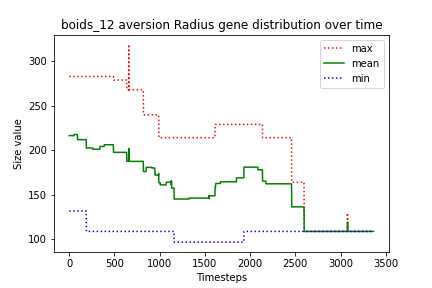 boids_12 aversion Radius gene distribution over time
max
mean
min
Size value
300
250
200
150
100
0
500
1000
1500
2000
2500
3000
3500
Timesteps